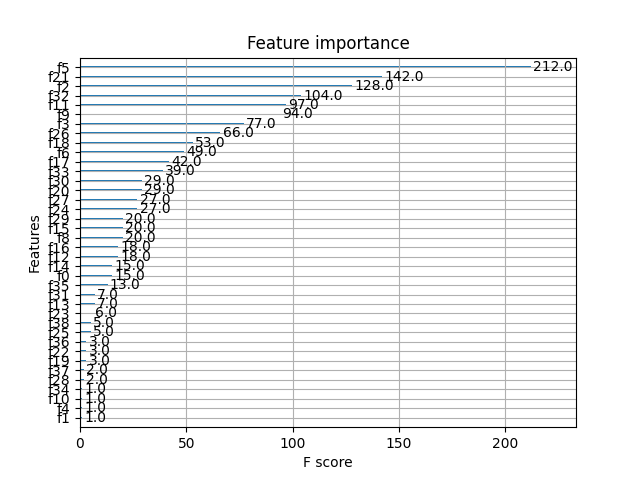 Feature importance
f5 212.0
f21 142.0
f2 128.0
f32 104.0
f11 97.0
f9 94.0
f3 77.0
f26 66.0
f18 53.0
f6 49.0
f17 42.0
f33 39.0
f30 29.0
f20 29.0
f27 27.0
f24 27.0
f29 20.0
f15 20.0
f8 20.0
f16 18.0
f12 18.0
f14 15.0
f0 15.0
f35 13.0
f31 7.0
f13 7.0
f23 6.0
f38 5.0
f25 5.0
f36 3.0
f22 3.0
f19 3.0
f37 2.0
f28 2.0
f34 1.0
f10 1.0
f4 1.0
f1 1.0
Features
0 50 100 150 200
F score